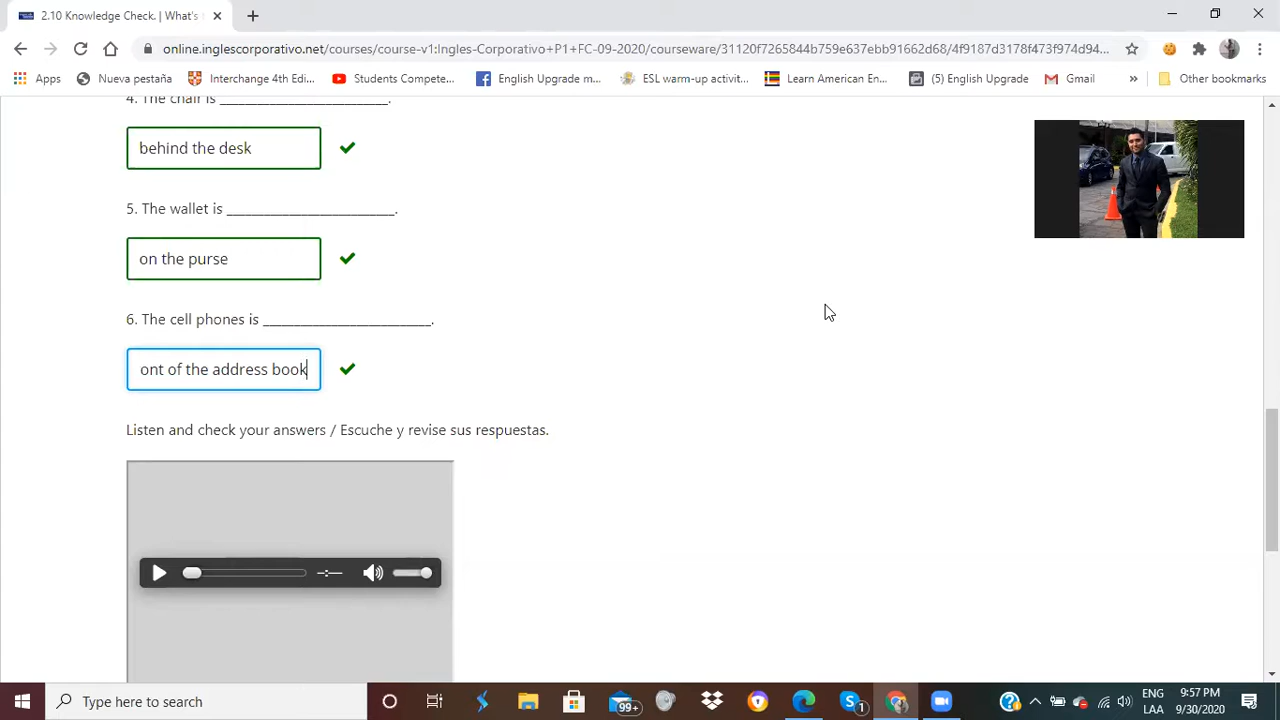 2.10 Knowledge Check. | What's
online.inglescorporativo.net/courses/course-v1:Ingles-Corporativo+P1+FC-09-2020/courseware/31120f7265844b759e637ebb91662d68/4f9187d3178f473f974d94...
Apps
Nueva pestaña
Interchange 4th Edi...
Students Compete...
English Upgrade m...
ESL warm-up activit...
Learn American En...
(5) English Upgrade
Gmail
»
Other bookmarks
4. The chair is __________________________.
behind the desk
5. The wallet is __________________________.
on the purse
6. The cell phones is __________________________.
ont of the address book
Listen and check your answers / Escuche y revise sus respuestas.
-:--
Type here to search
99+
1
ENG
LAA
9:57 PM
9/30/2020